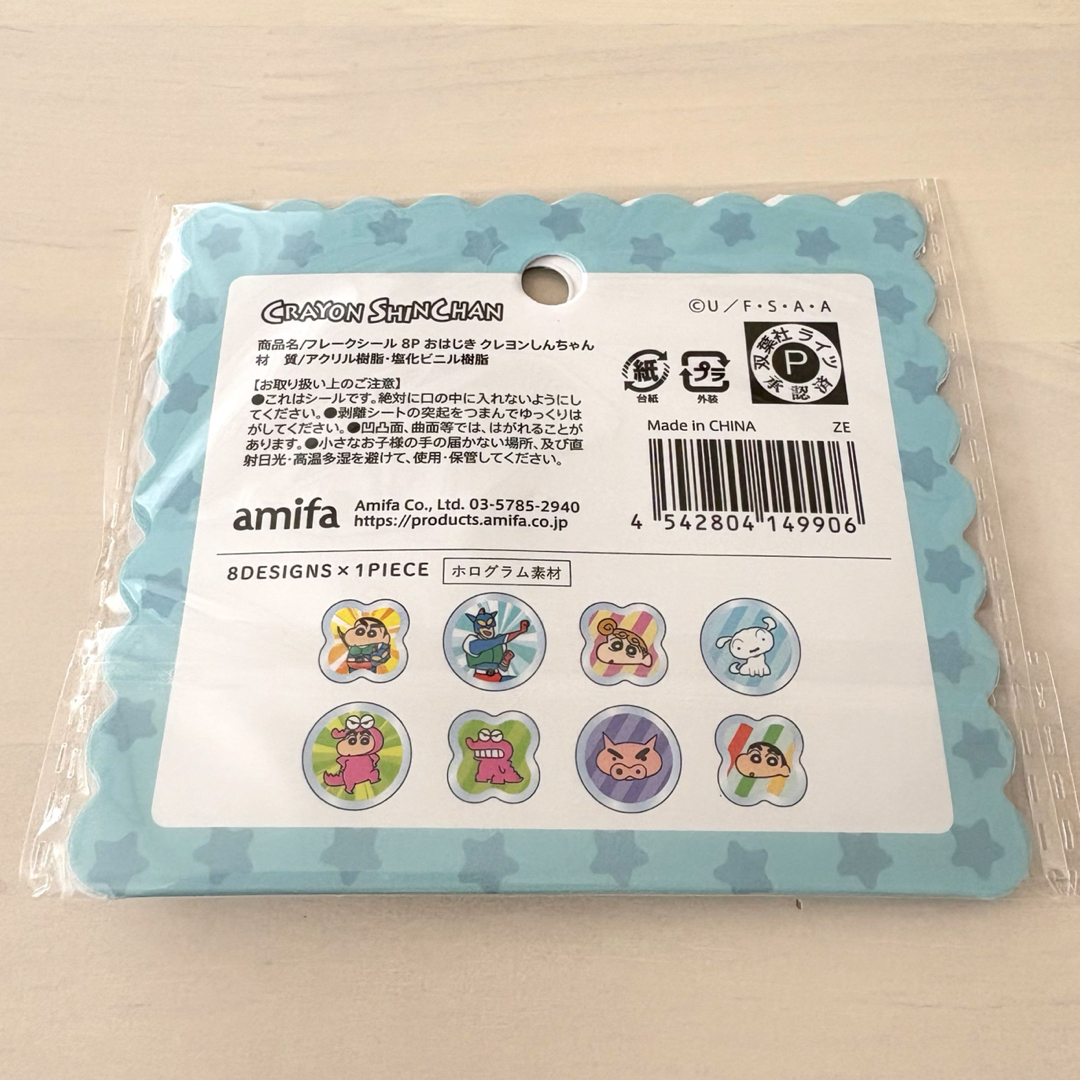 CRAYON SHINCHAN
©U/F・S・A・A
商品名/フレークシール 8P おはじき クレヨンしんちゃん
材　質/アクリル樹脂・塩化ビニル樹脂
【お取り扱い上のご注意】
●これはシールです。絶対に口の中に入れないようにし
てください。●剥離シートの突起をつまんでゆっくりは
がしてください。●凹凸面、曲面等では、はがれることが
あります。●小さなお子様の手の届かない場所、及び直
射日光・高温多湿を避けて、使用・保管してください。
紙
台紙
プラ
外装
双葉社 ライツ
P
承認済
Made in CHINA ZE
4 542804 149906
amifa
Amifa Co., Ltd. 03-5785-2940
https://products.amifa.co.jp
8DESIGNS×1PIECE ホログラム素材